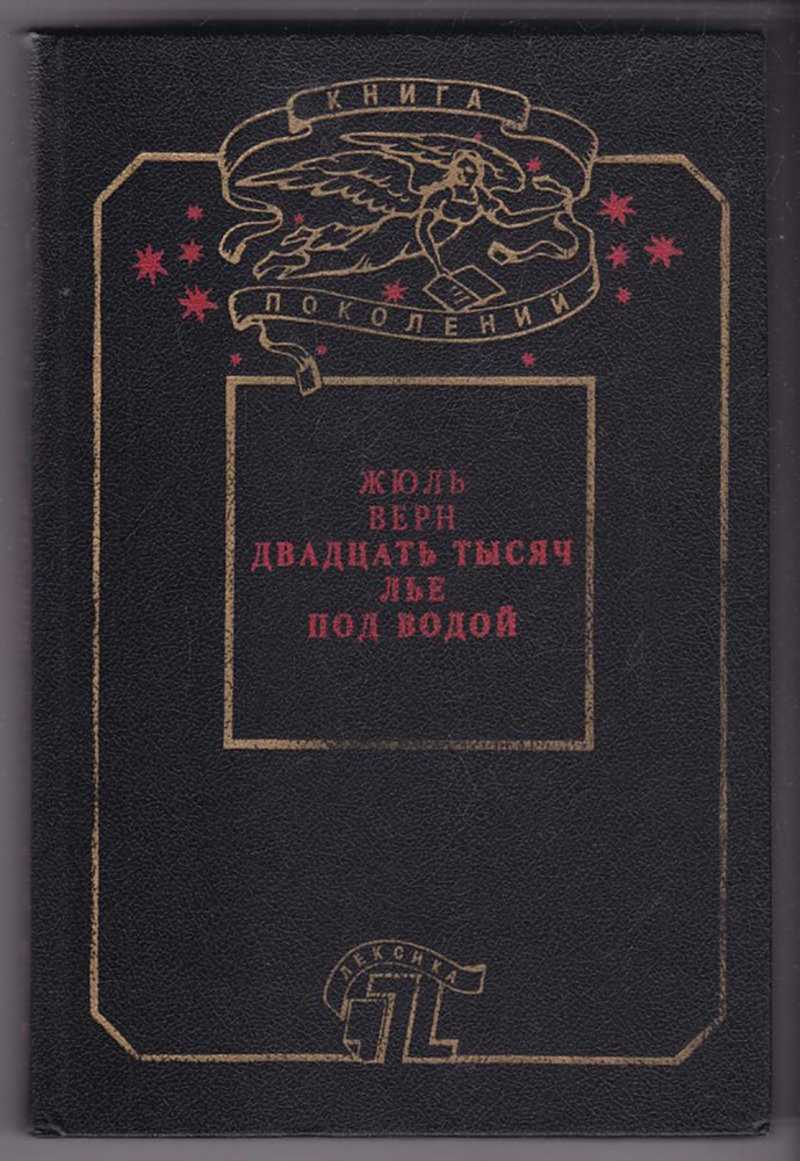 КНИГА
ПОКОЛЕНИЙ
ЖЮЛЬ
ВЕРН
ДВАДЦАТЬ ТЫСЯЧ
ЛЬЕ
ПОД ВОДОЙ
ЛЕКСИКА